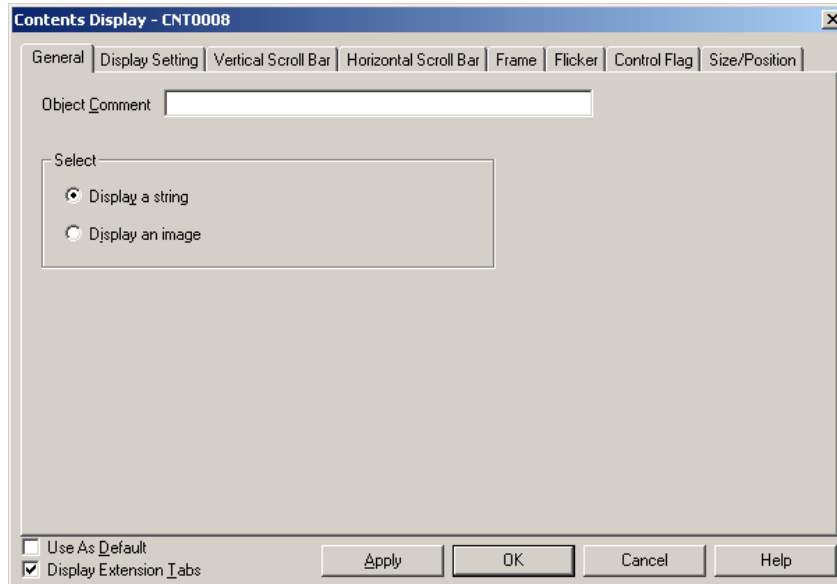 Contents Display - CNT0008
General Display Setting Vertical Scroll Bar Horizontal Scroll Bar Frame Flicker Control Flag Size/Position
Object Comment
Select
Display a string
Display an image
Use As Default
Display Extension Tabs
Apply OK Cancel Help